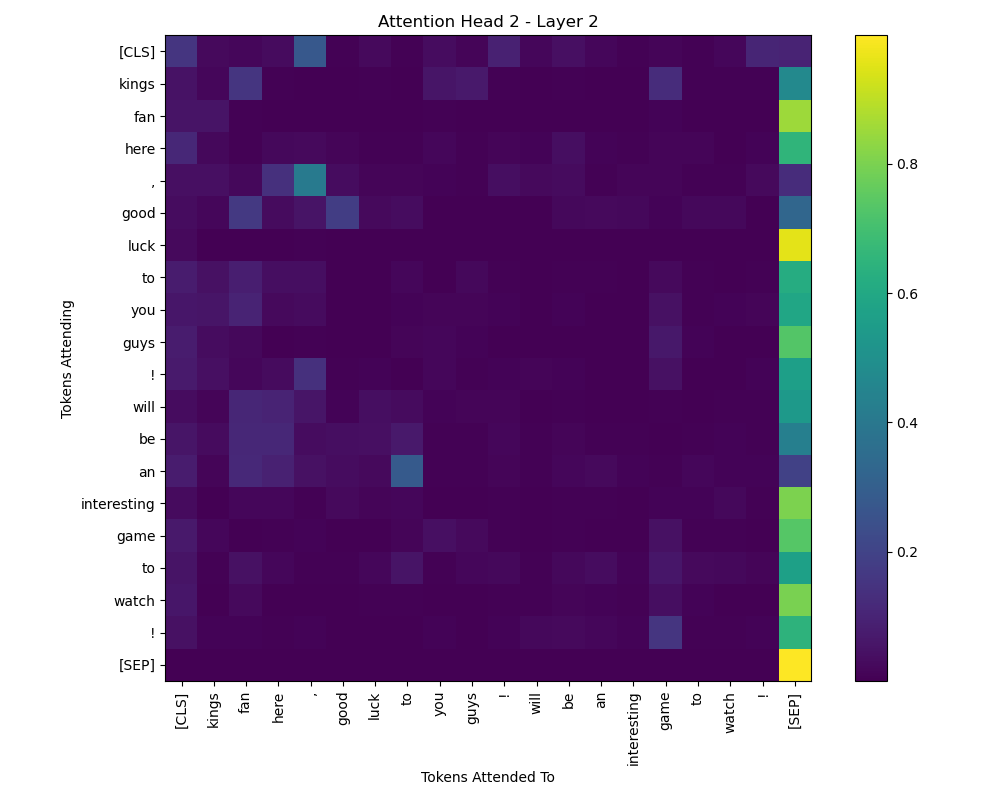 Attention Head 2 - Layer 2
[CLS]
kings
fan
here
,
good
luck
to
you
guys
!
will
be
an
interesting
game
to
watch
!
[SEP]
Tokens Attending
[CLS]
kings
fan
here
,
good
luck
to
you
guys
!
will
be
an
interesting
game
to
watch
!
[SEP]
Tokens Attended To
0.8
0.6
0.4
0.2